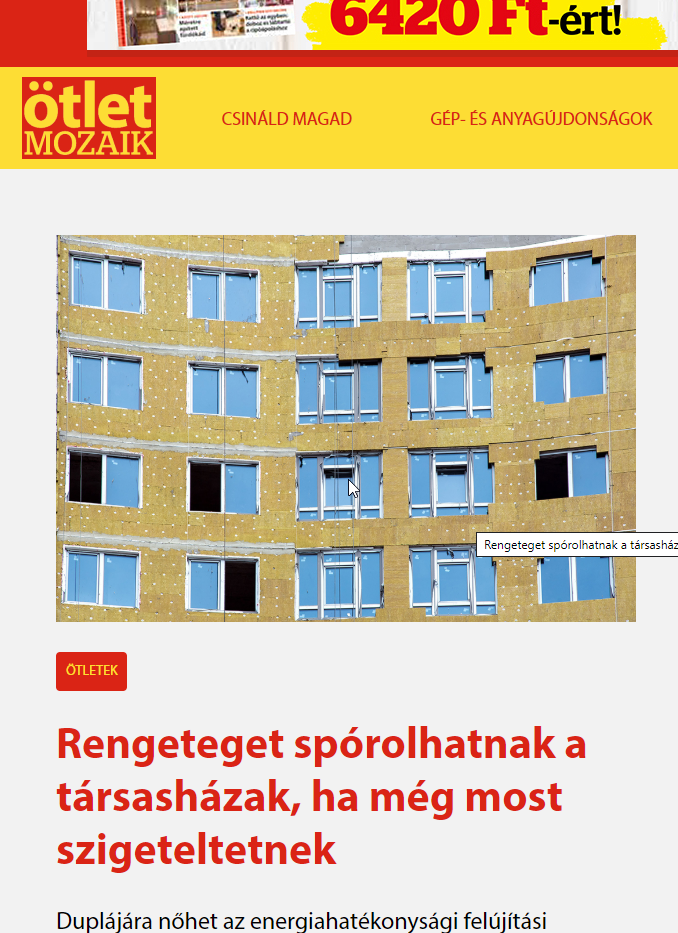 6420 Ft-ért!
ötlet
MOZAIK
CSINÁLD MAGAD
GÉP- ÉS ANYAGÚJDONSÁGOK
Rengeteget spórolhatnak a társasház
ÖTLETEK
Rengeteget spórolhatnak a
társasházak, ha még most
szigeteltetnek
Duplájára nőhet az energiahatékonysági felújítási